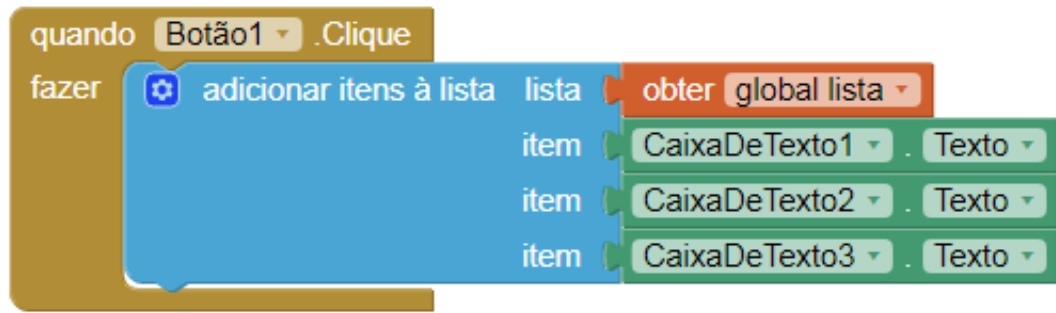 quando Botão1 .Clique
fazer adicionar itens à lista lista obter global lista
item CaixaDeTexto1 . Texto
item CaixaDeTexto2 . Texto
item CaixaDeTexto3 . Texto